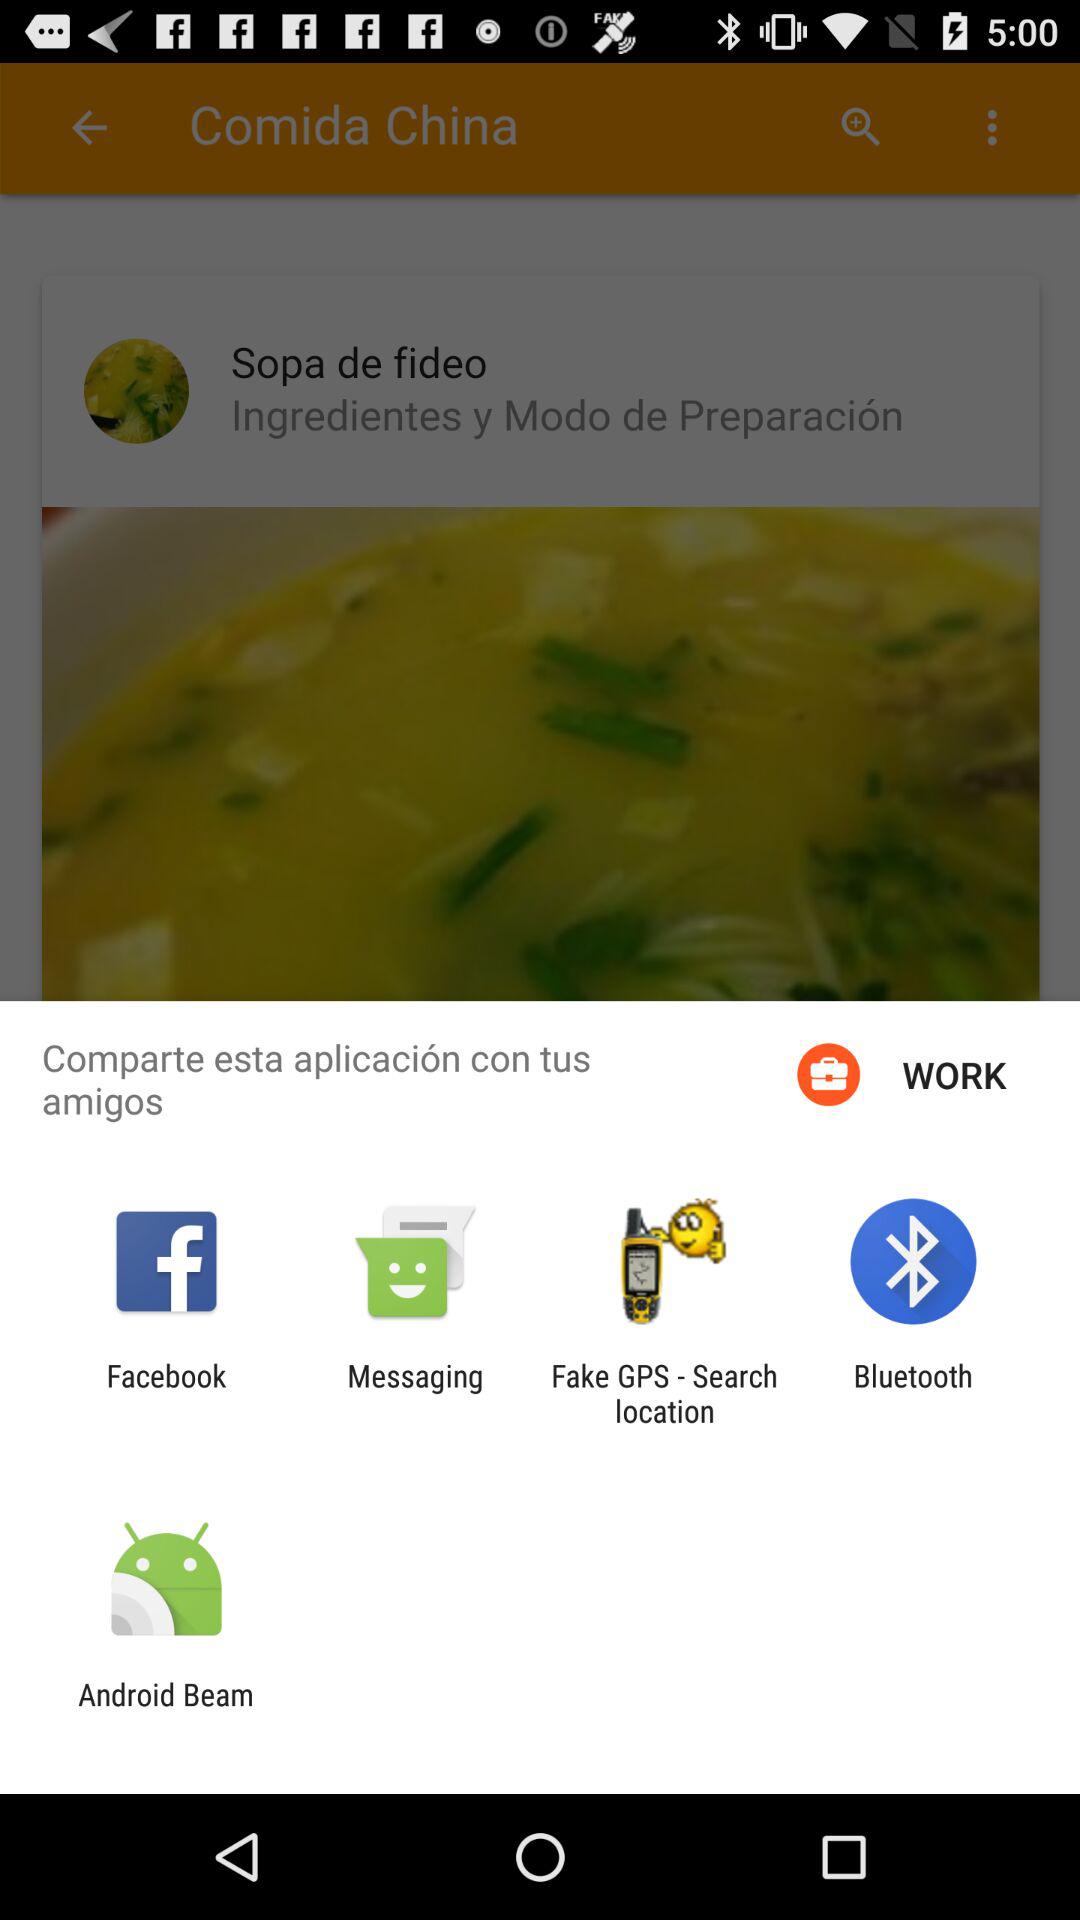 FAKE
5:00
Comida China
Sopa de fideo
Ingredientes y Modo de Preparación
Comparte esta aplicación con tus
amigos
WORK
Facebook
Messaging
Fake GPS - Search
location
Bluetooth
Android Beam